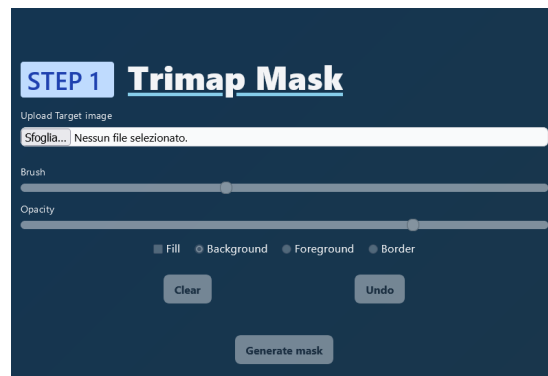 STEP 1 Trimap Mask
Upload Target image
Sfoglia... Nessun file selezionato.
Brush
Opacity
Fill Background Foreground Border
Clear Undo
Generate mask